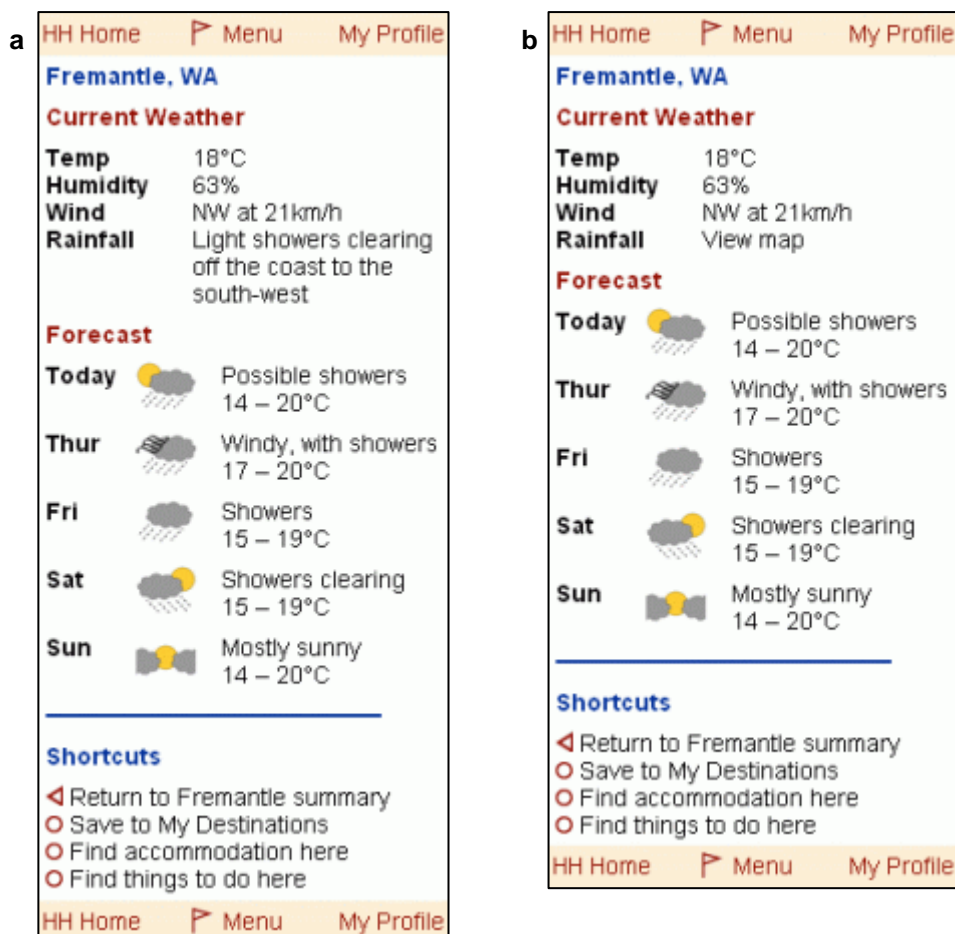 a
HH Home Menu My Profile
Fremantle, WA
Current Weather
Temp 18°C
Humidity 63%
Wind NW at 21km/h
Rainfall Light showers clearing
off the coast to the
south-west
Forecast
Today Possible showers
14 – 20°C
Thur Windy, with showers
17 – 20°C
Fri Showers
15 – 19°C
Sat Showers clearing
15 – 19°C
Sun Mostly sunny
14 – 20°C
Shortcuts
Return to Fremantle summary
Save to My Destinations
Find accommodation here
Find things to do here
HH Home Menu My Profile
b
HH Home Menu My Profile
Fremantle, WA
Current Weather
Temp 18°C
Humidity 63%
Wind NW at 21km/h
Rainfall View map
Forecast
Today Possible showers
14 – 20°C
Thur Windy, with showers
17 – 20°C
Fri Showers
15 – 19°C
Sat Showers clearing
15 – 19°C
Sun Mostly sunny
14 – 20°C
Shortcuts
Return to Fremantle summary
Save to My Destinations
Find accommodation here
Find things to do here
HH Home Menu My Profile